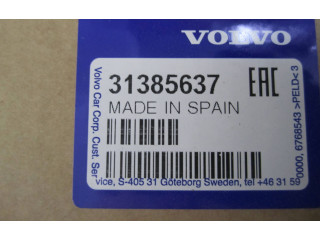 VOLVO
31385637
EAC
MADE IN SPAIN
Volvo Car Corp. Cust. Ser
vice, S-405 31 Göteborg Sweden, tel +46 31 59
0000, 6768543 >PELD<3